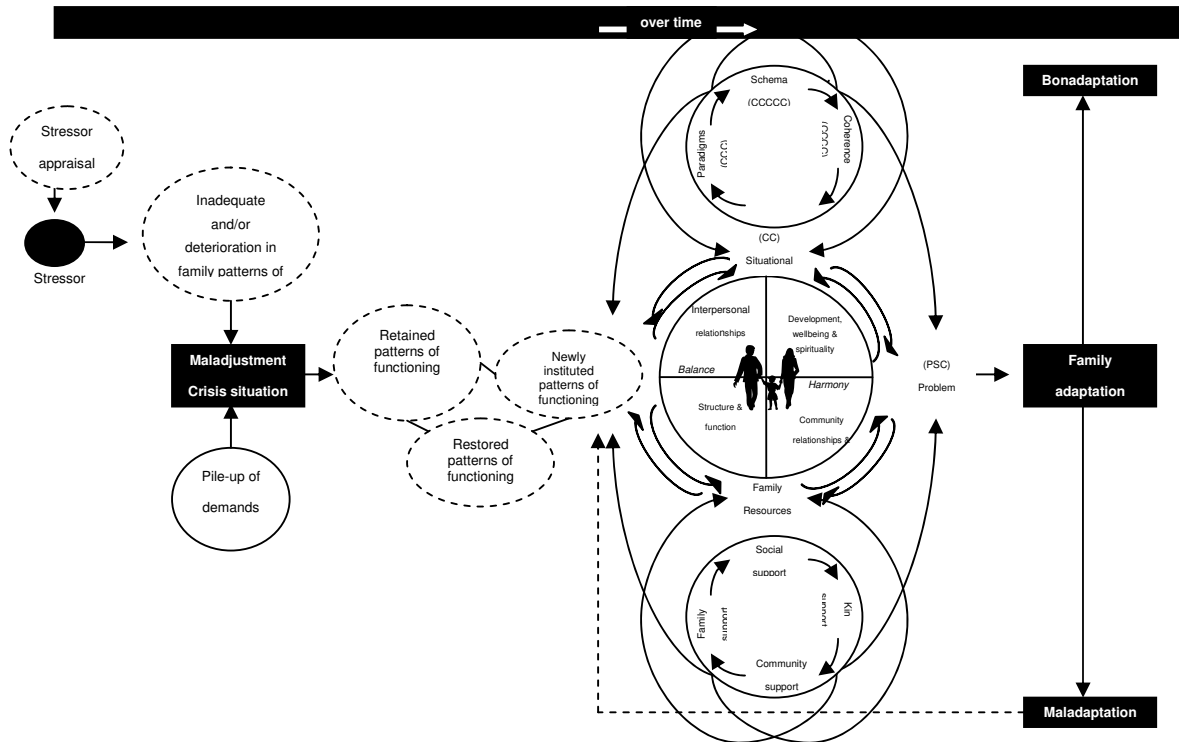 over time
Bonadaptation
Stressor
appraisal
Stressor
Inadequate
and/or
deterioration in
family patterns of
Maladjustment
Crisis situation
Pile-up of
demands
Retained
patterns of
functioning
Newly
instituted
patterns of
functioning
Restored
patterns of
functioning
Schema
(CCCCC)
Coherence
(CCCC)
Paradigms
(CCC)
(CC)
Situational
Interpersonal
relationships
Development,
wellbeing &
spirituality
Balance
Harmony
Structure &
function
Community
relationships &
Family
Resources
(PSC)
Problem
Family
adaptation
Social
support
Kin
support
Family
support
Community
support
Maladaptation